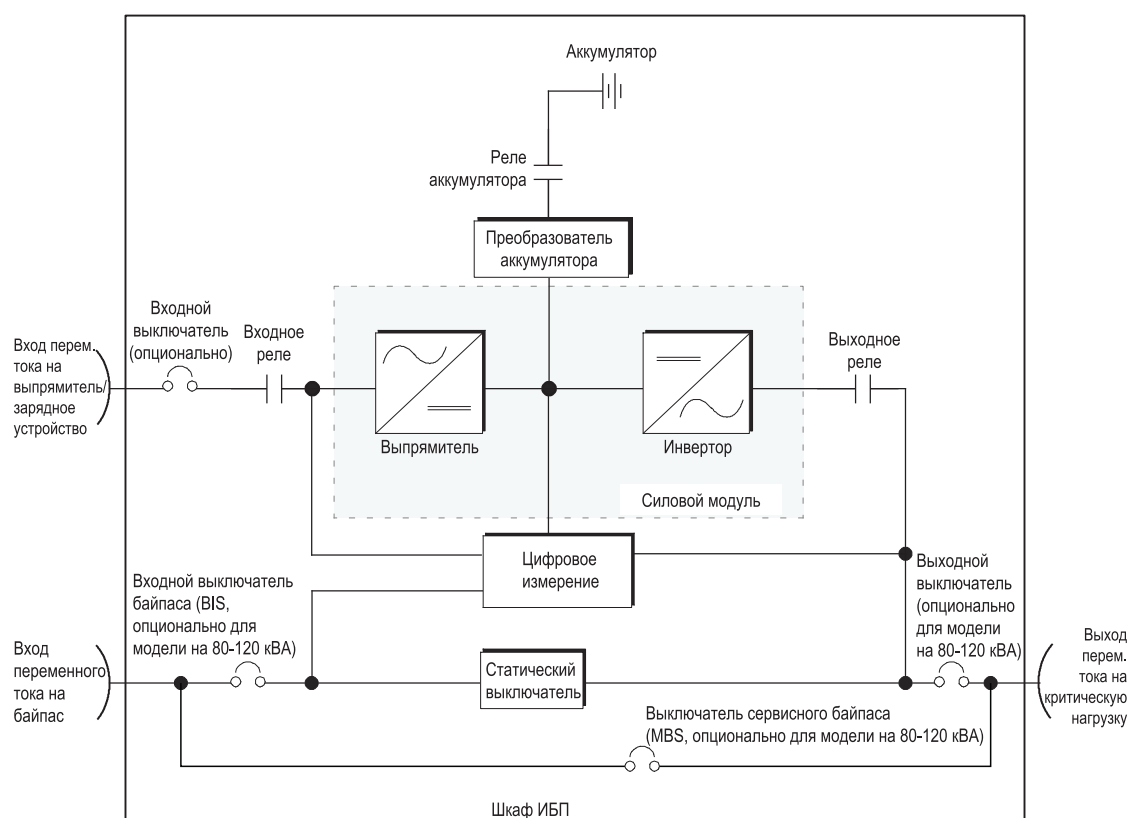 Аккумулятор
Реле
аккумулятора
Преобразователь
аккумулятора
Входной
выключатель
(опционально)
Входное
реле
Выходное
реле
Вход перем.
тока на
выпрямитель/
зарядное
устройство
Выпрямитель
Инвертор
Силовой модуль
Цифровое
измерение
Входной выключатель
байпаса (BIS,
опционально для
модели на 80-120 кВА)
Выходной
выключатель
(опционально
для модели
на 80-120 кВА)
Вход
переменного
тока на
байпас
Статический
выключатель
Выход
перем.
тока на
критическую
нагрузку
Выключатель сервисного байпаса
(MBS, опционально для модели на 80-120 кВА)
Шкаф ИБП